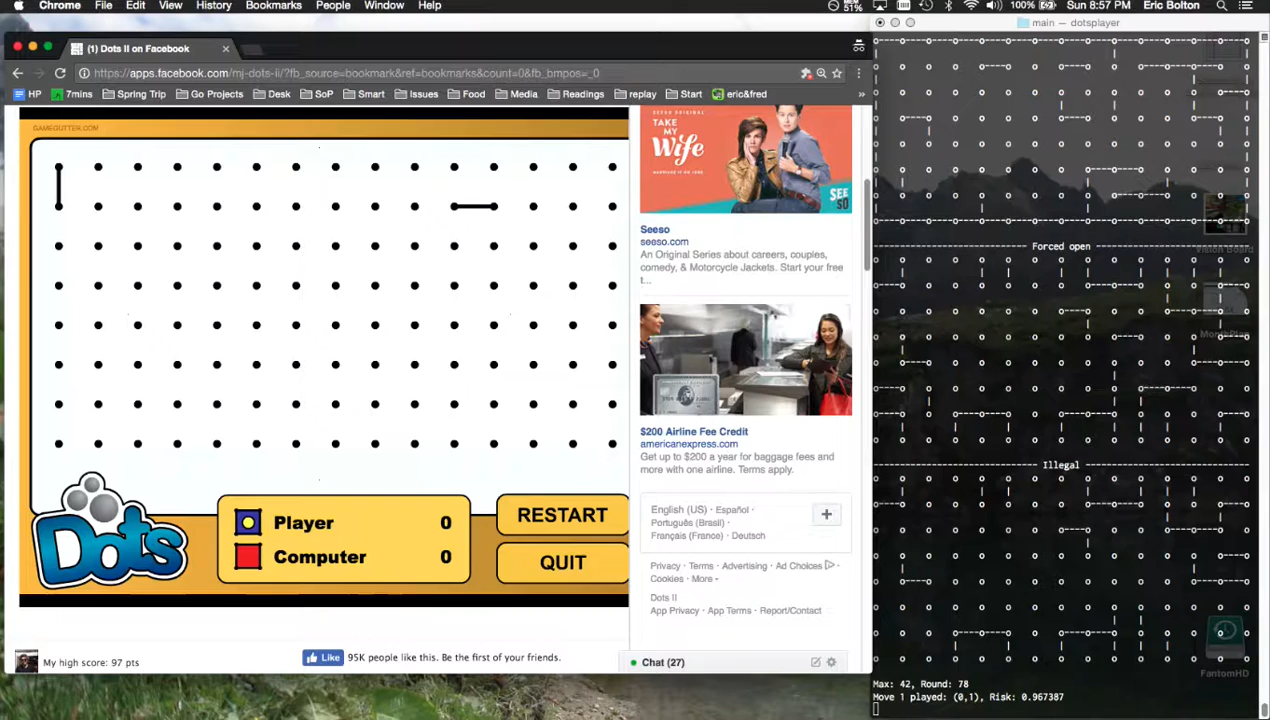 Chrome File Edit View History Bookmarks People Window Help
MEM 51% 100% Sun 8:57 PM Eric Bolton
(1) Dots II on Facebook
https://apps.facebook.com/mj-dots-ii/?fb_source=bookmark&ref=bookmarks&count=0&fb_bmpos=_0
HP 7mins Spring Trip Go Projects Desk SoP Smart Issues Food Media Readings replay Start eric&fred »
GAMEGUTTER.COM
Player 0
Computer 0
RESTART
QUIT
Dots
My high score: 97 pts
Like 95K people like this. Be the first of your friends.
SEESO ORIGINAL
TAKE
MY
Wife
SEE
SO
Seeso
seeso.com
An Original Series about careers, couples,
comedy, & Motorcycle Jackets. Start your free
t...
$200 Airline Fee Credit
americanexpress.com
Get up to $200 a year for baggage fees and
more with one airline. Terms apply.
English (US) · Español ·
Português (Brasil) ·
Français (France) · Deutsch
Privacy · Terms · Advertising · Ad Choices ·
Cookies · More
Dots II
App Privacy · App Terms · Report/Contact
Chat (27)
main — dotsplayer
Forced open
Illegal
Max: 42, Round: 78
Move 1 played: (0,1), Risk: 0.967387
Vision Board
FantomHD